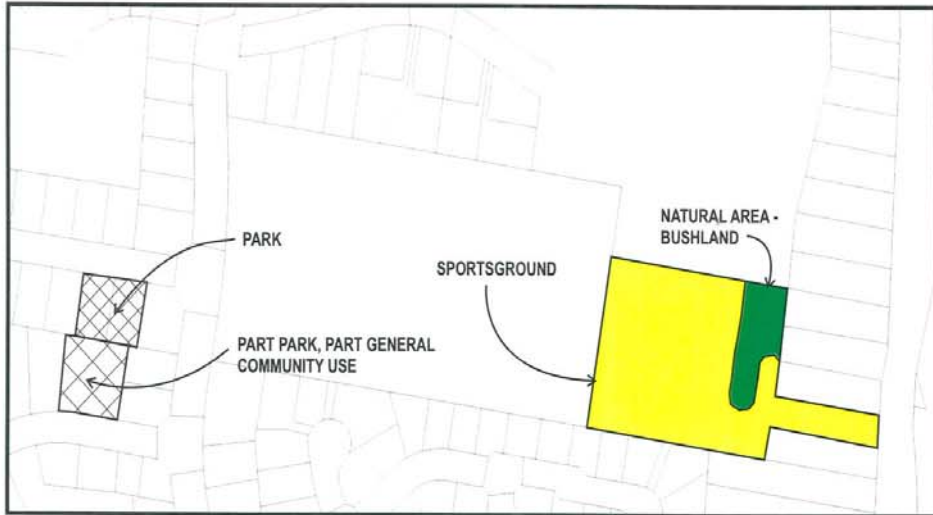 NATURAL AREA -
BUSHLAND
PARK
SPORTSGROUND
PART PARK, PART GENERAL
COMMUNITY USE